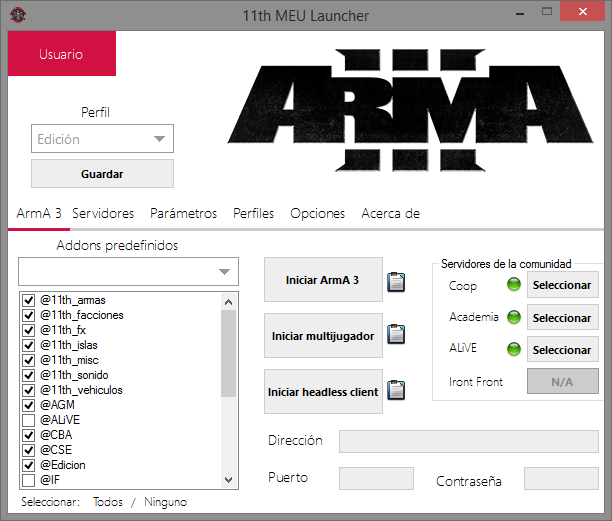 11th MEU Launcher
Usuario
ARMA
III
Perfil
Edición
Guardar
ArmA 3 Servidores Parámetros Perfiles Opciones Acerca de
Addons predefinidos
@11th_armas
@11th_facciones
@11th_fx
@11th_islas
@11th_misc
@11th_sonido
@11th_vehiculos
@AGM
@ALiVE
@CBA
@CSE
@Edicion
@IF
Seleccionar: Todos / Ninguno
Iniciar ArmA 3
Iniciar multijugador
Iniciar headless client
Servidores de la comunidad
Coop Seleccionar
Academia Seleccionar
ALiVE Seleccionar
Iront Front N/A
Dirección
Puerto Contraseña